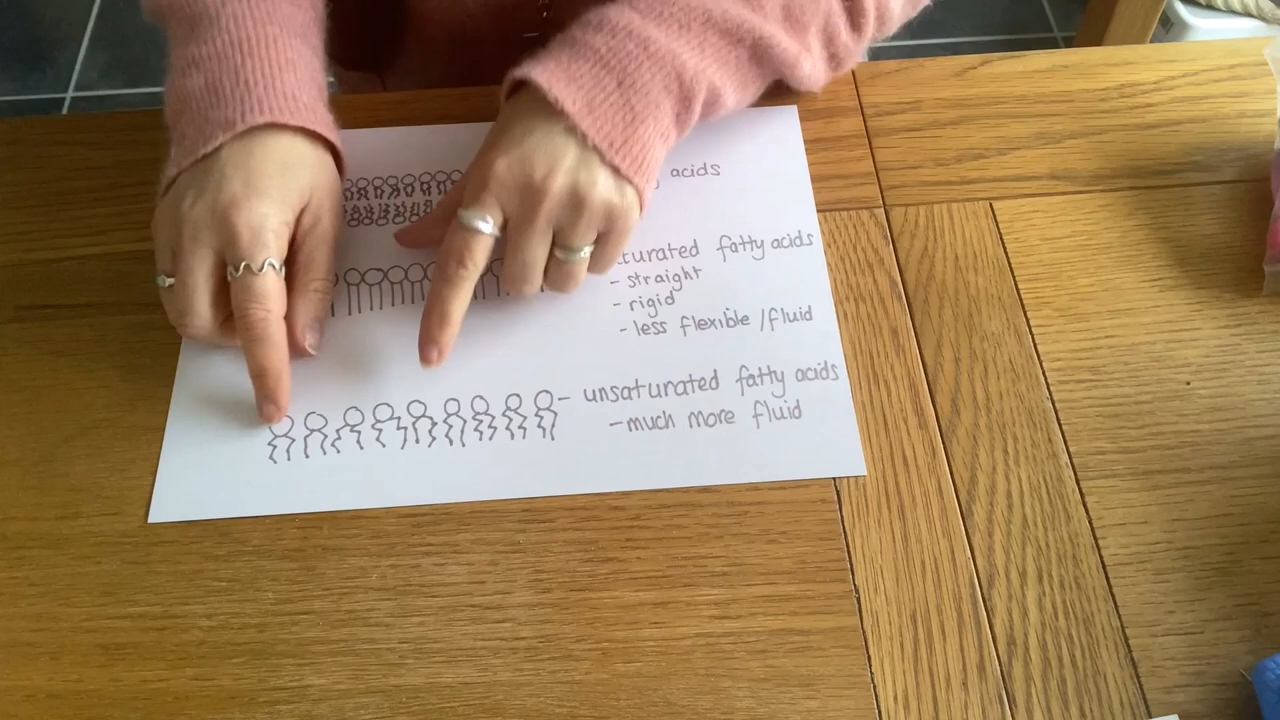 acids
fatty acids
- straight
- rigid
- less flexible / fluid
- unsaturated fatty acids
- much more fluid